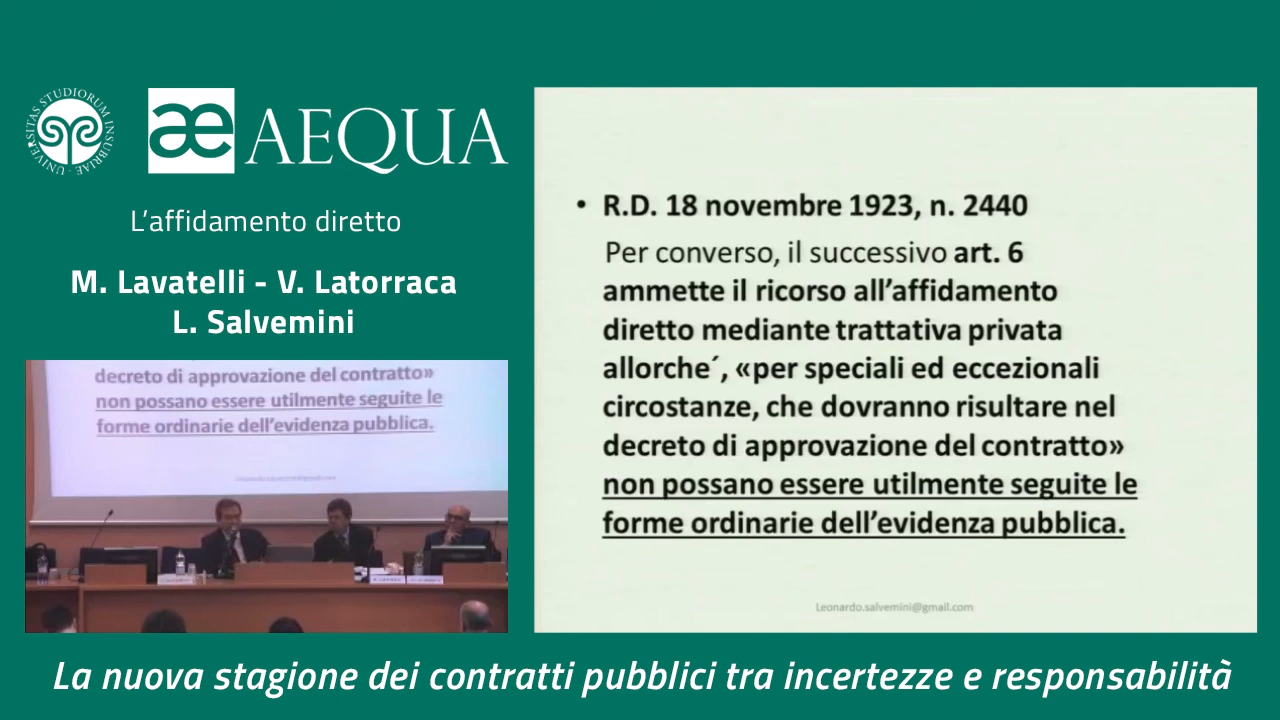 UNIVERSITAS STUDIORUM INSUBRIAE
æ AEQUA
L'affidamento diretto
M. Lavatelli - V. Latorraca
L. Salvemini
decreto di approvazione del contratto»
non possano essere utilmente seguite le
forme ordinarie dell'evidenza pubblica.
• R.D. 18 novembre 1923, n. 2440
Per converso, il successivo art. 6
ammette il ricorso all'affidamento
diretto mediante trattativa privata
allorche´, «per speciali ed eccezionali
circostanze, che dovranno risultare nel
decreto di approvazione del contratto»
non possano essere utilmente seguite le
forme ordinarie dell'evidenza pubblica.
Leonardo.salvemini@gmail.com
La nuova stagione dei contratti pubblici tra incertezze e responsabilità